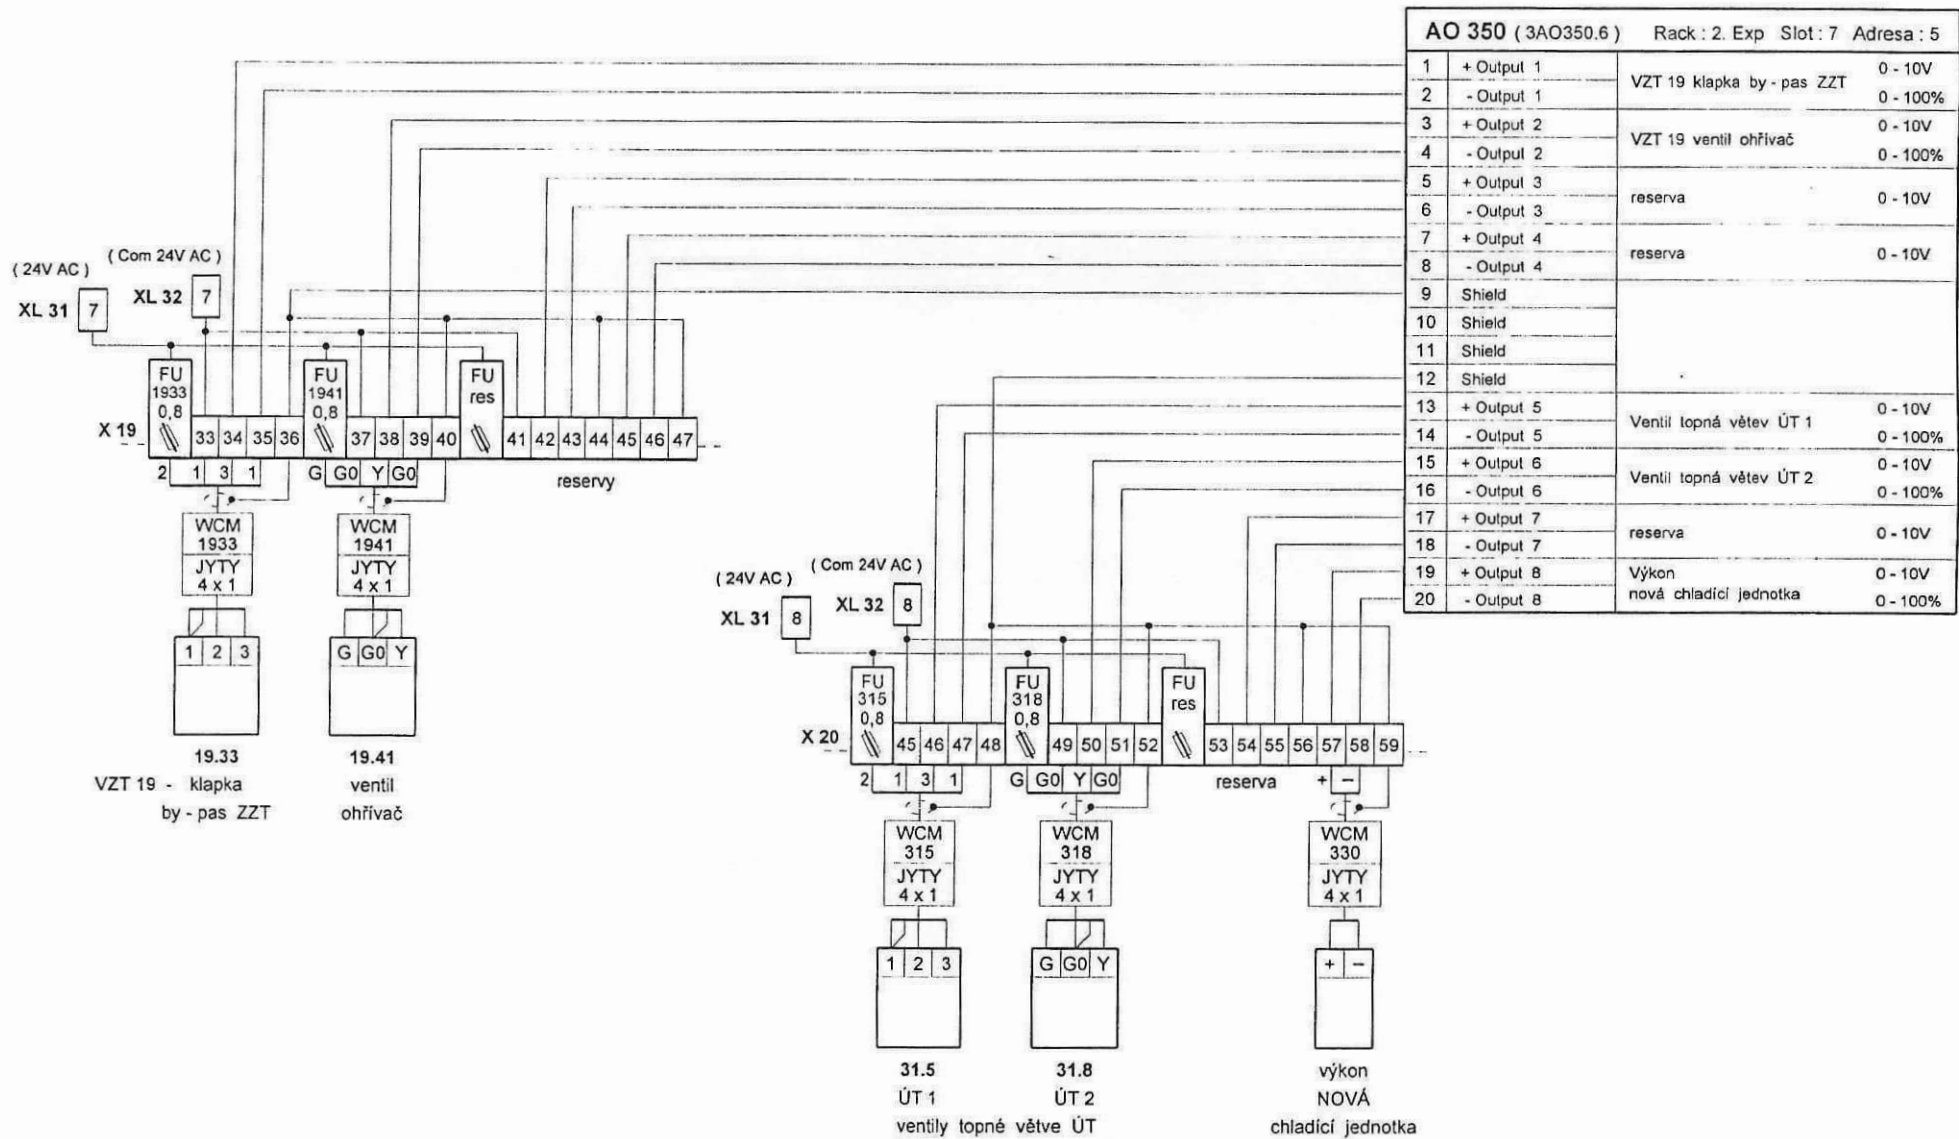 AO 350 ( 3AO350.6 ) Rack : 2. Exp Slot : 7 Adresa : 5
1 + Output 1 VZT 19 klapka by - pas ZZT 0 - 10V
2 - Output 1 0 - 100%
3 + Output 2 VZT 19 ventil ohřívač 0 - 10V
4 - Output 2 0 - 100%
5 + Output 3 reserva 0 - 10V
6 - Output 3
7 + Output 4 reserva 0 - 10V
8 - Output 4
9 Shield
10 Shield
11 Shield
12 Shield
13 + Output 5 Ventil topná větev ÚT 1 0 - 10V
14 - Output 5 0 - 100%
15 + Output 6 Ventil topná větev ÚT 2 0 - 10V
16 - Output 6 0 - 100%
17 + Output 7 reserva 0 - 10V
18 - Output 7
19 + Output 8 Výkon 0 - 10V
20 - Output 8 nová chladící jednotka 0 - 100%
( 24V AC ) ( Com 24V AC )
XL 31 7 XL 32 7
FU 1933 0,8
FU 1941 0,8
FU res
X 19 33 34 35 36 37 38 39 40 41 42 43 44 45 46 47
2 1 3 1 G G0 Y G0 reservy
WCM 1933 JYTY 4 x 1
WCM 1941 JYTY 4 x 1
1 2 3 G G0 Y
19.33 19.41
VZT 19 - klapka ventil
by - pas ZZT ohřívač
( 24V AC ) ( Com 24V AC )
XL 31 8 XL 32 8
FU 315 0,8
FU 318 0,8
FU res
X 20 45 46 47 48 49 50 51 52 53 54 55 56 57 58 59
2 1 3 1 G G0 Y G0 reserva + −
WCM 315 JYTY 4 x 1
WCM 318 JYTY 4 x 1
WCM 330 JYTY 4 x 1
1 2 3 G G0 Y + −
31.5 31.8 výkon
ÚT 1 ÚT 2 NOVÁ
ventily topné větve ÚT chladící jednotka